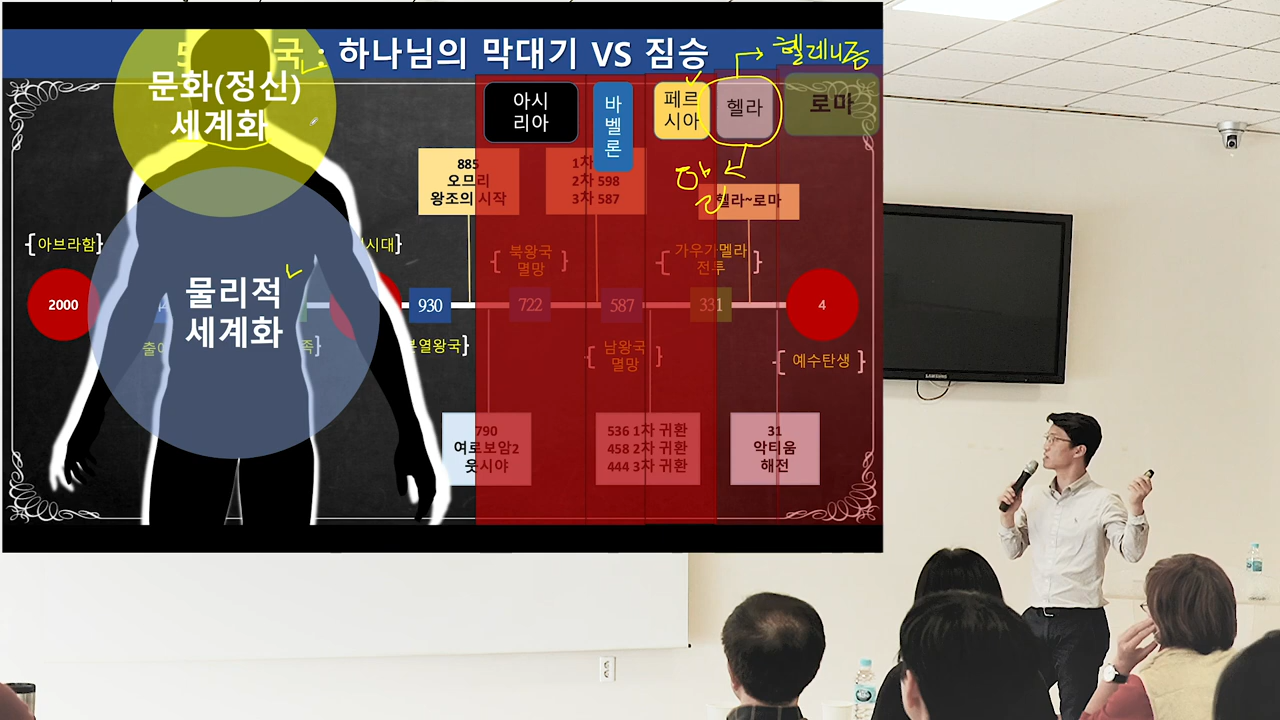 국 : 하나님의 막대기 VS 짐승
헬레니즘
문화(정신)
세계화
아시
리아
바
벨
론
페르
시아
헬라
로마
885
오므리
왕조의 시작
1차
2차 598
3차 587
알
헬라~로마
{아브라함}
시대}
{북왕국
멸망}
{가우가멜라
전투}
2000
물리적
세계화
930
722
587
331
4
출
족}
분열왕국}
{남왕국
멸망}
{예수탄생}
790
여로보암2
웃시야
536 1차 귀환
458 2차 귀환
444 3차 귀환
31
악티움
해전
SAMSUNG